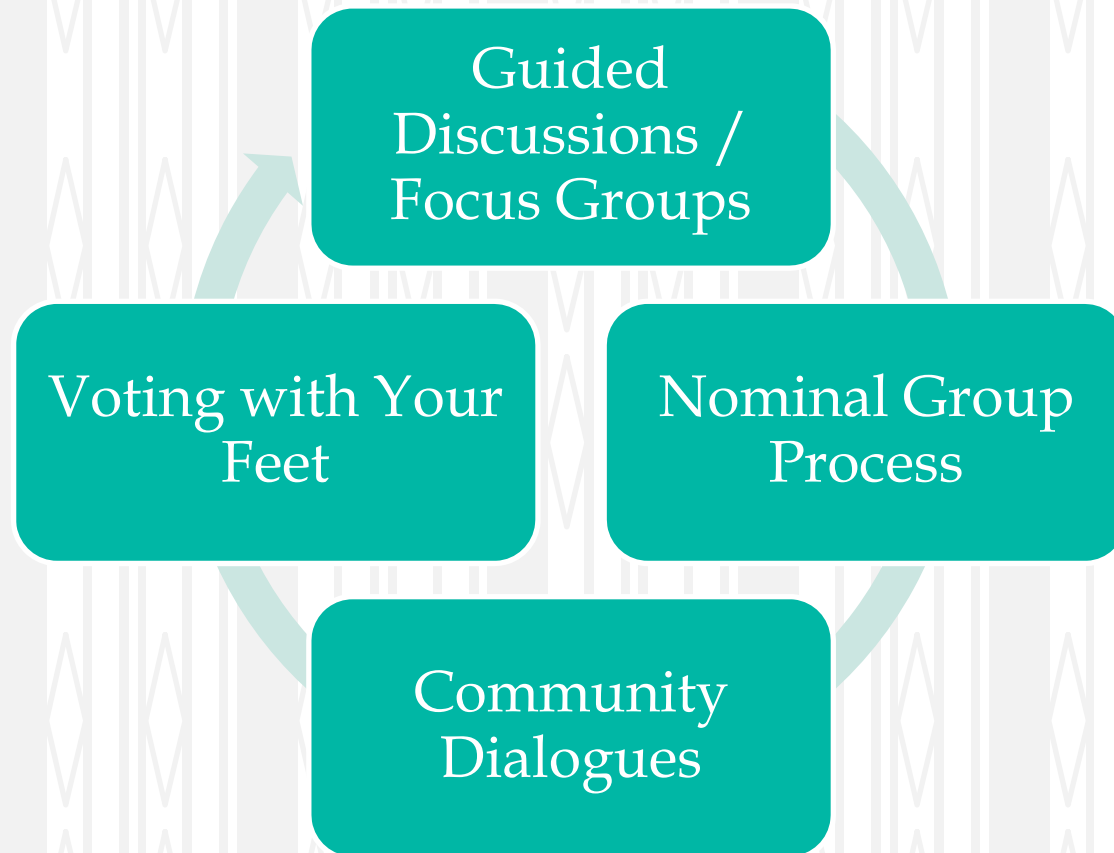 Guided
Discussions /
Focus Groups
Voting with Your
Feet
Nominal Group
Process
Community
Dialogues